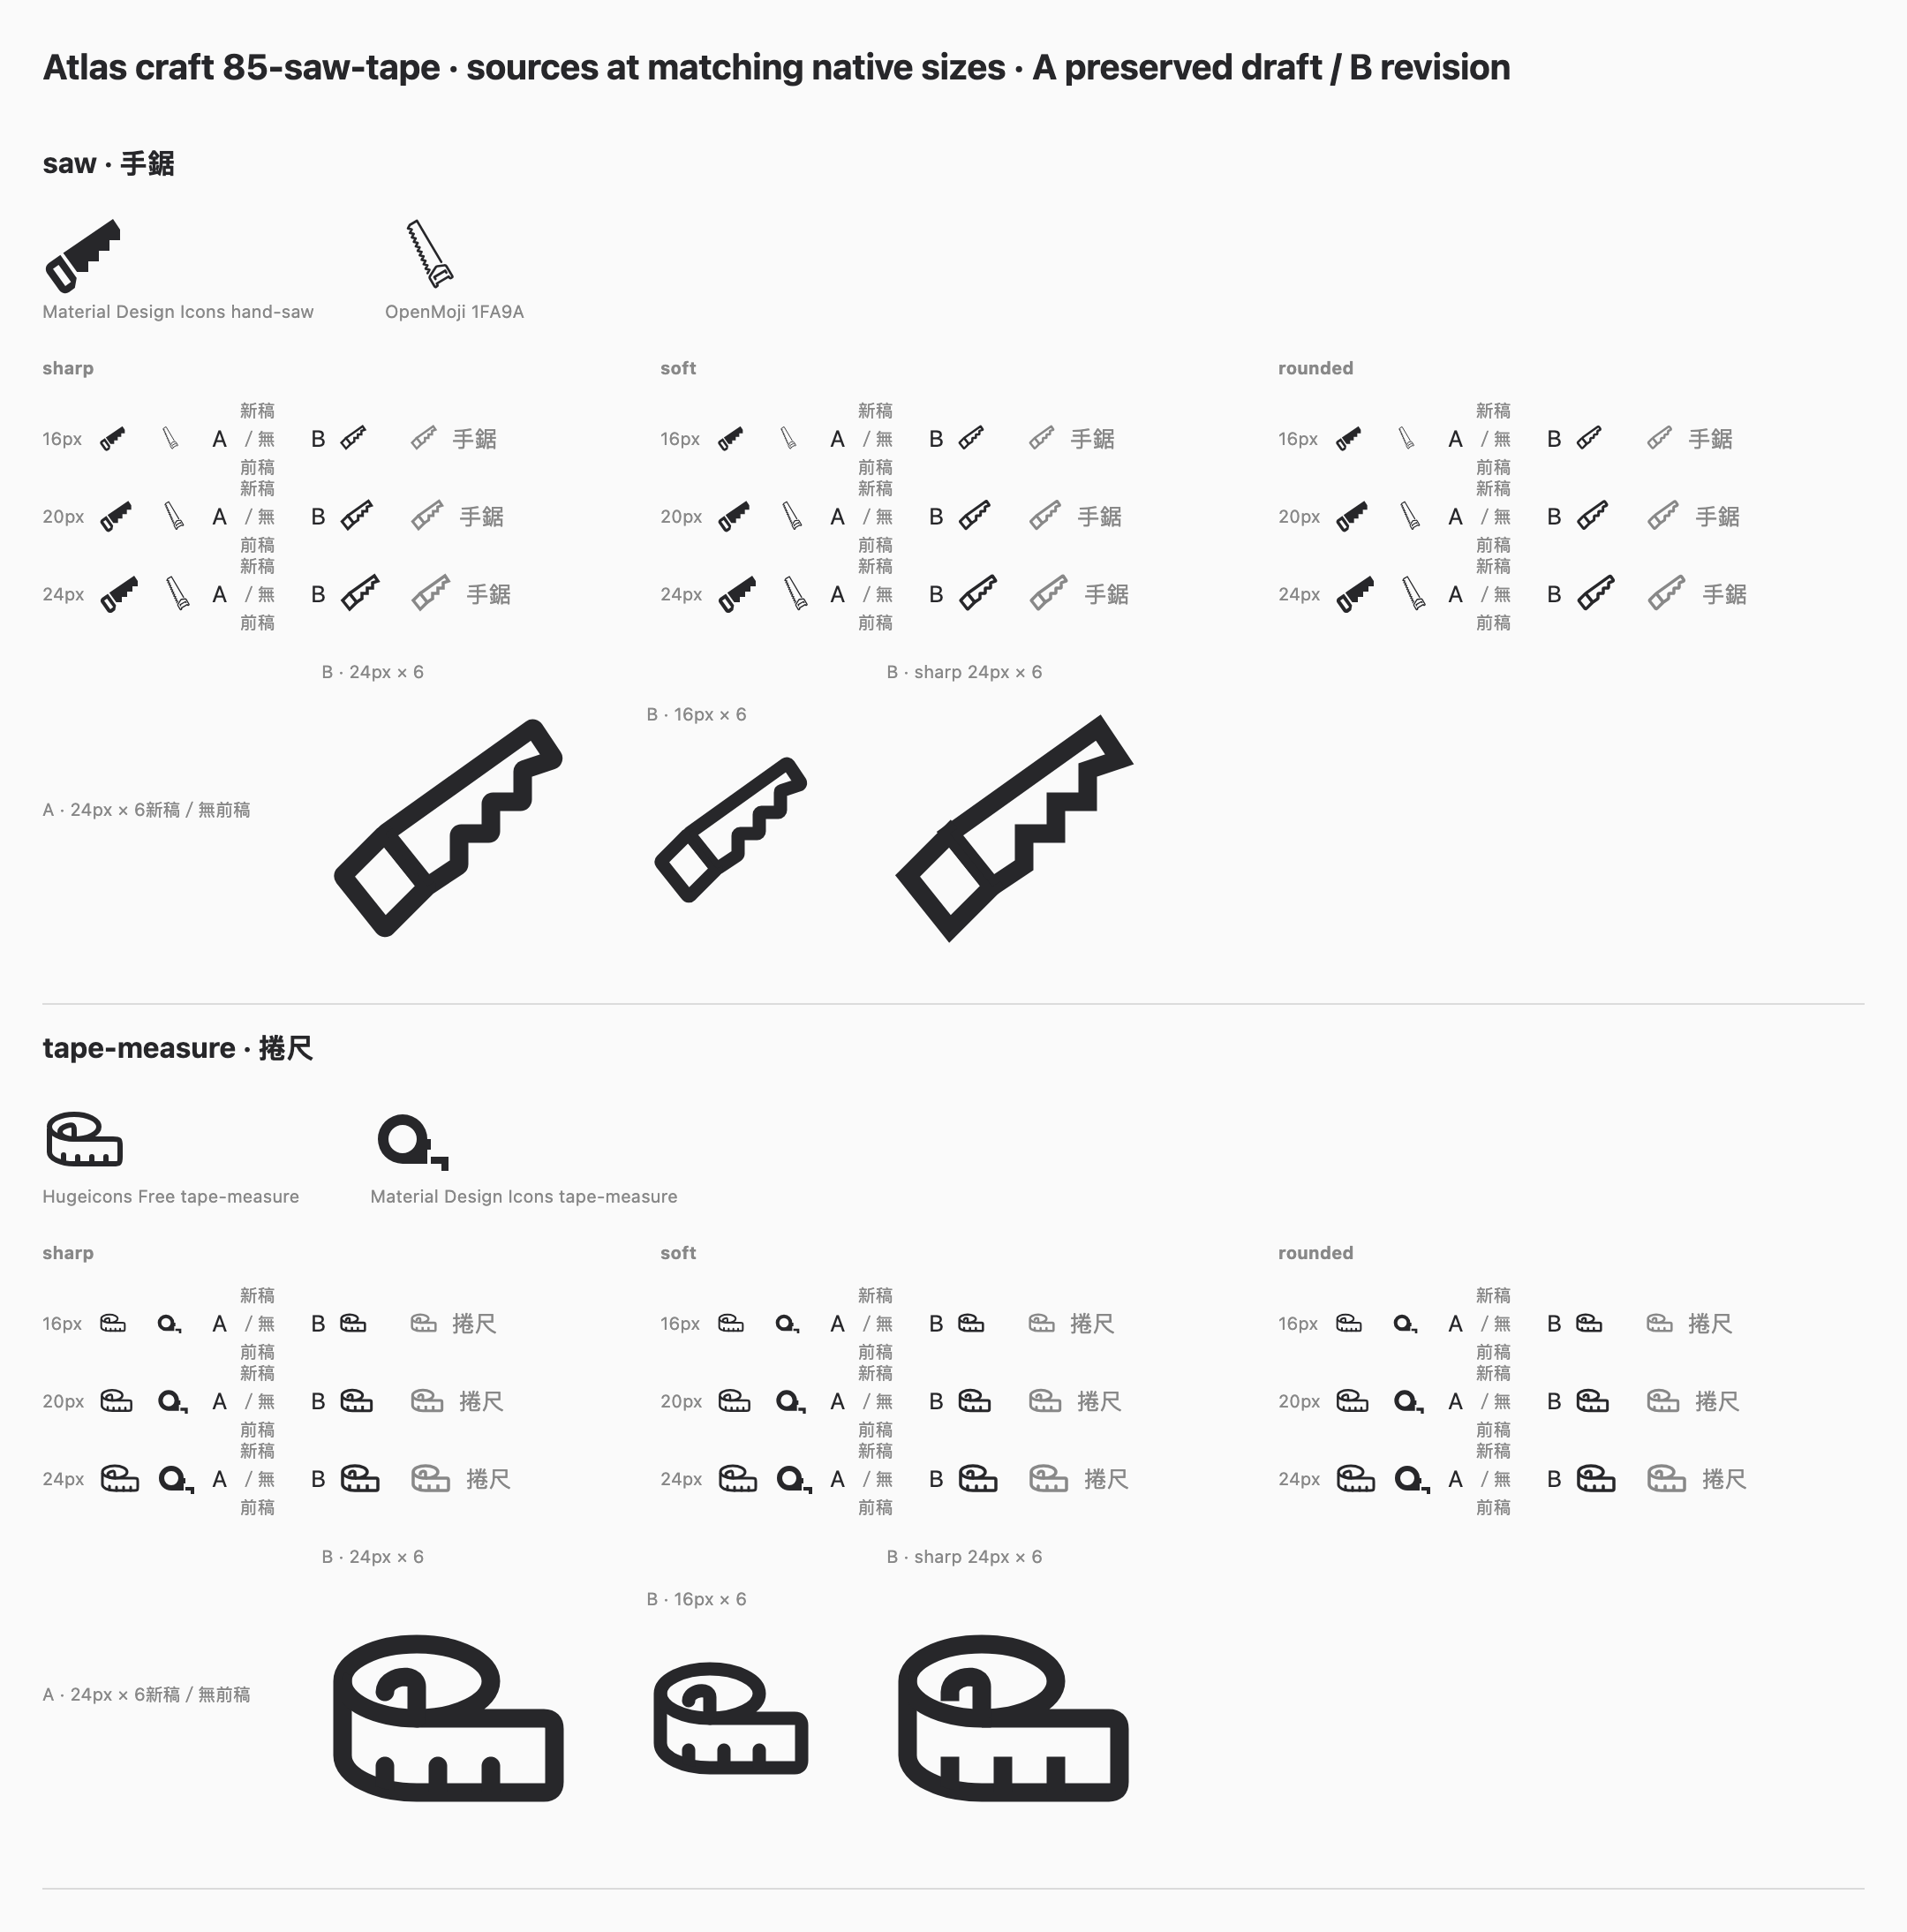 Atlas craft 85-saw-tape · sources at matching native sizes · A preserved draft / B revision
saw · 手鋸
Material Design Icons hand-saw
OpenMoji 1FA9A
sharp
soft
rounded
16px A 新稿 / 無前稿 B 手鋸
16px A 新稿 / 無前稿 B 手鋸
16px A 新稿 / 無前稿 B 手鋸
20px A 新稿 / 無前稿 B 手鋸
20px A 新稿 / 無前稿 B 手鋸
20px A 新稿 / 無前稿 B 手鋸
24px A 新稿 / 無前稿 B 手鋸
24px A 新稿 / 無前稿 B 手鋸
24px A 新稿 / 無前稿 B 手鋸
B · 24px × 6
B · sharp 24px × 6
B · 16px × 6
A · 24px × 6新稿 / 無前稿
tape-measure · 捲尺
Hugeicons Free tape-measure
Material Design Icons tape-measure
sharp
soft
rounded
16px A 新稿 / 無前稿 B 捲尺
16px A 新稿 / 無前稿 B 捲尺
16px A 新稿 / 無前稿 B 捲尺
20px A 新稿 / 無前稿 B 捲尺
20px A 新稿 / 無前稿 B 捲尺
20px A 新稿 / 無前稿 B 捲尺
24px A 新稿 / 無前稿 B 捲尺
24px A 新稿 / 無前稿 B 捲尺
24px A 新稿 / 無前稿 B 捲尺
B · 24px × 6
B · sharp 24px × 6
B · 16px × 6
A · 24px × 6新稿 / 無前稿